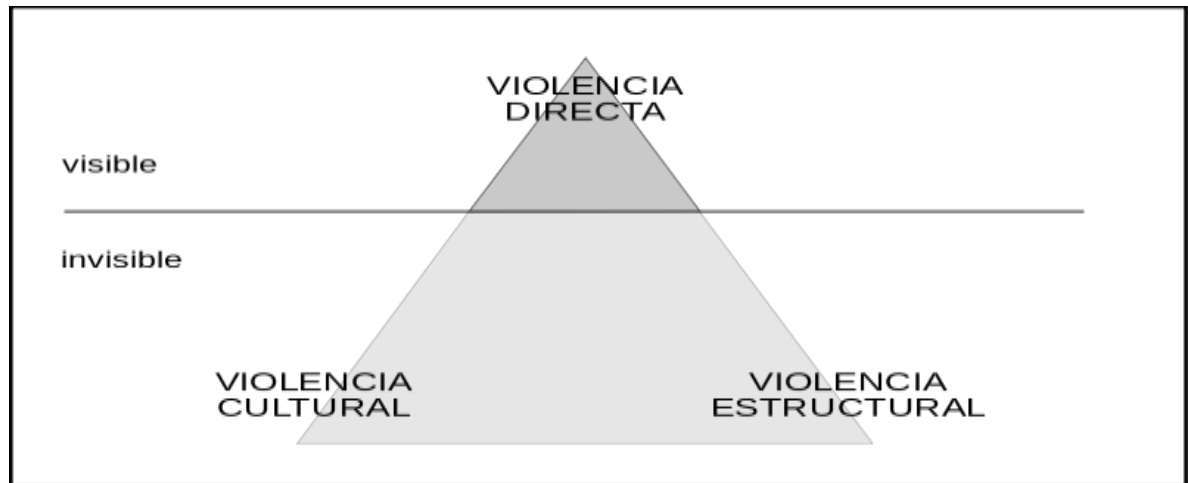 VIOLENCIA
DIRECTA
visible
invisible
VIOLENCIA
CULTURAL
VIOLENCIA
ESTRUCTURAL